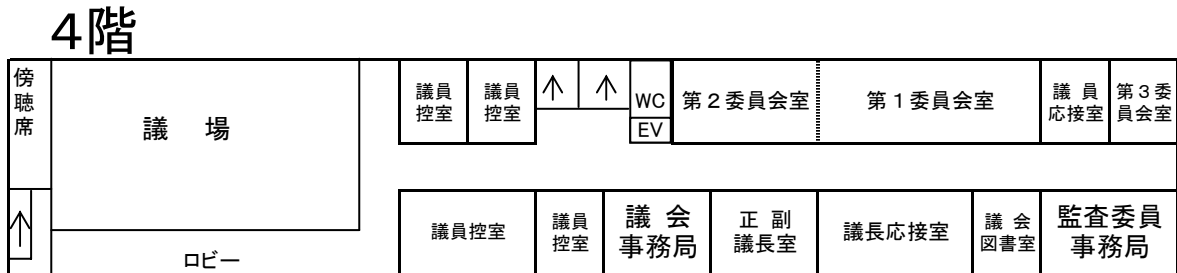 4階
傍聴席
議　場
議員
控室
議員
控室
WC
EV
第２委員会室
第１委員会室
議 員
応接室
第３委
員会室
ロビー
議員控室
議員
控室
議 会
事務局
正 副
議長室
議長応接室
議 会
図書室
監査委員
事務局